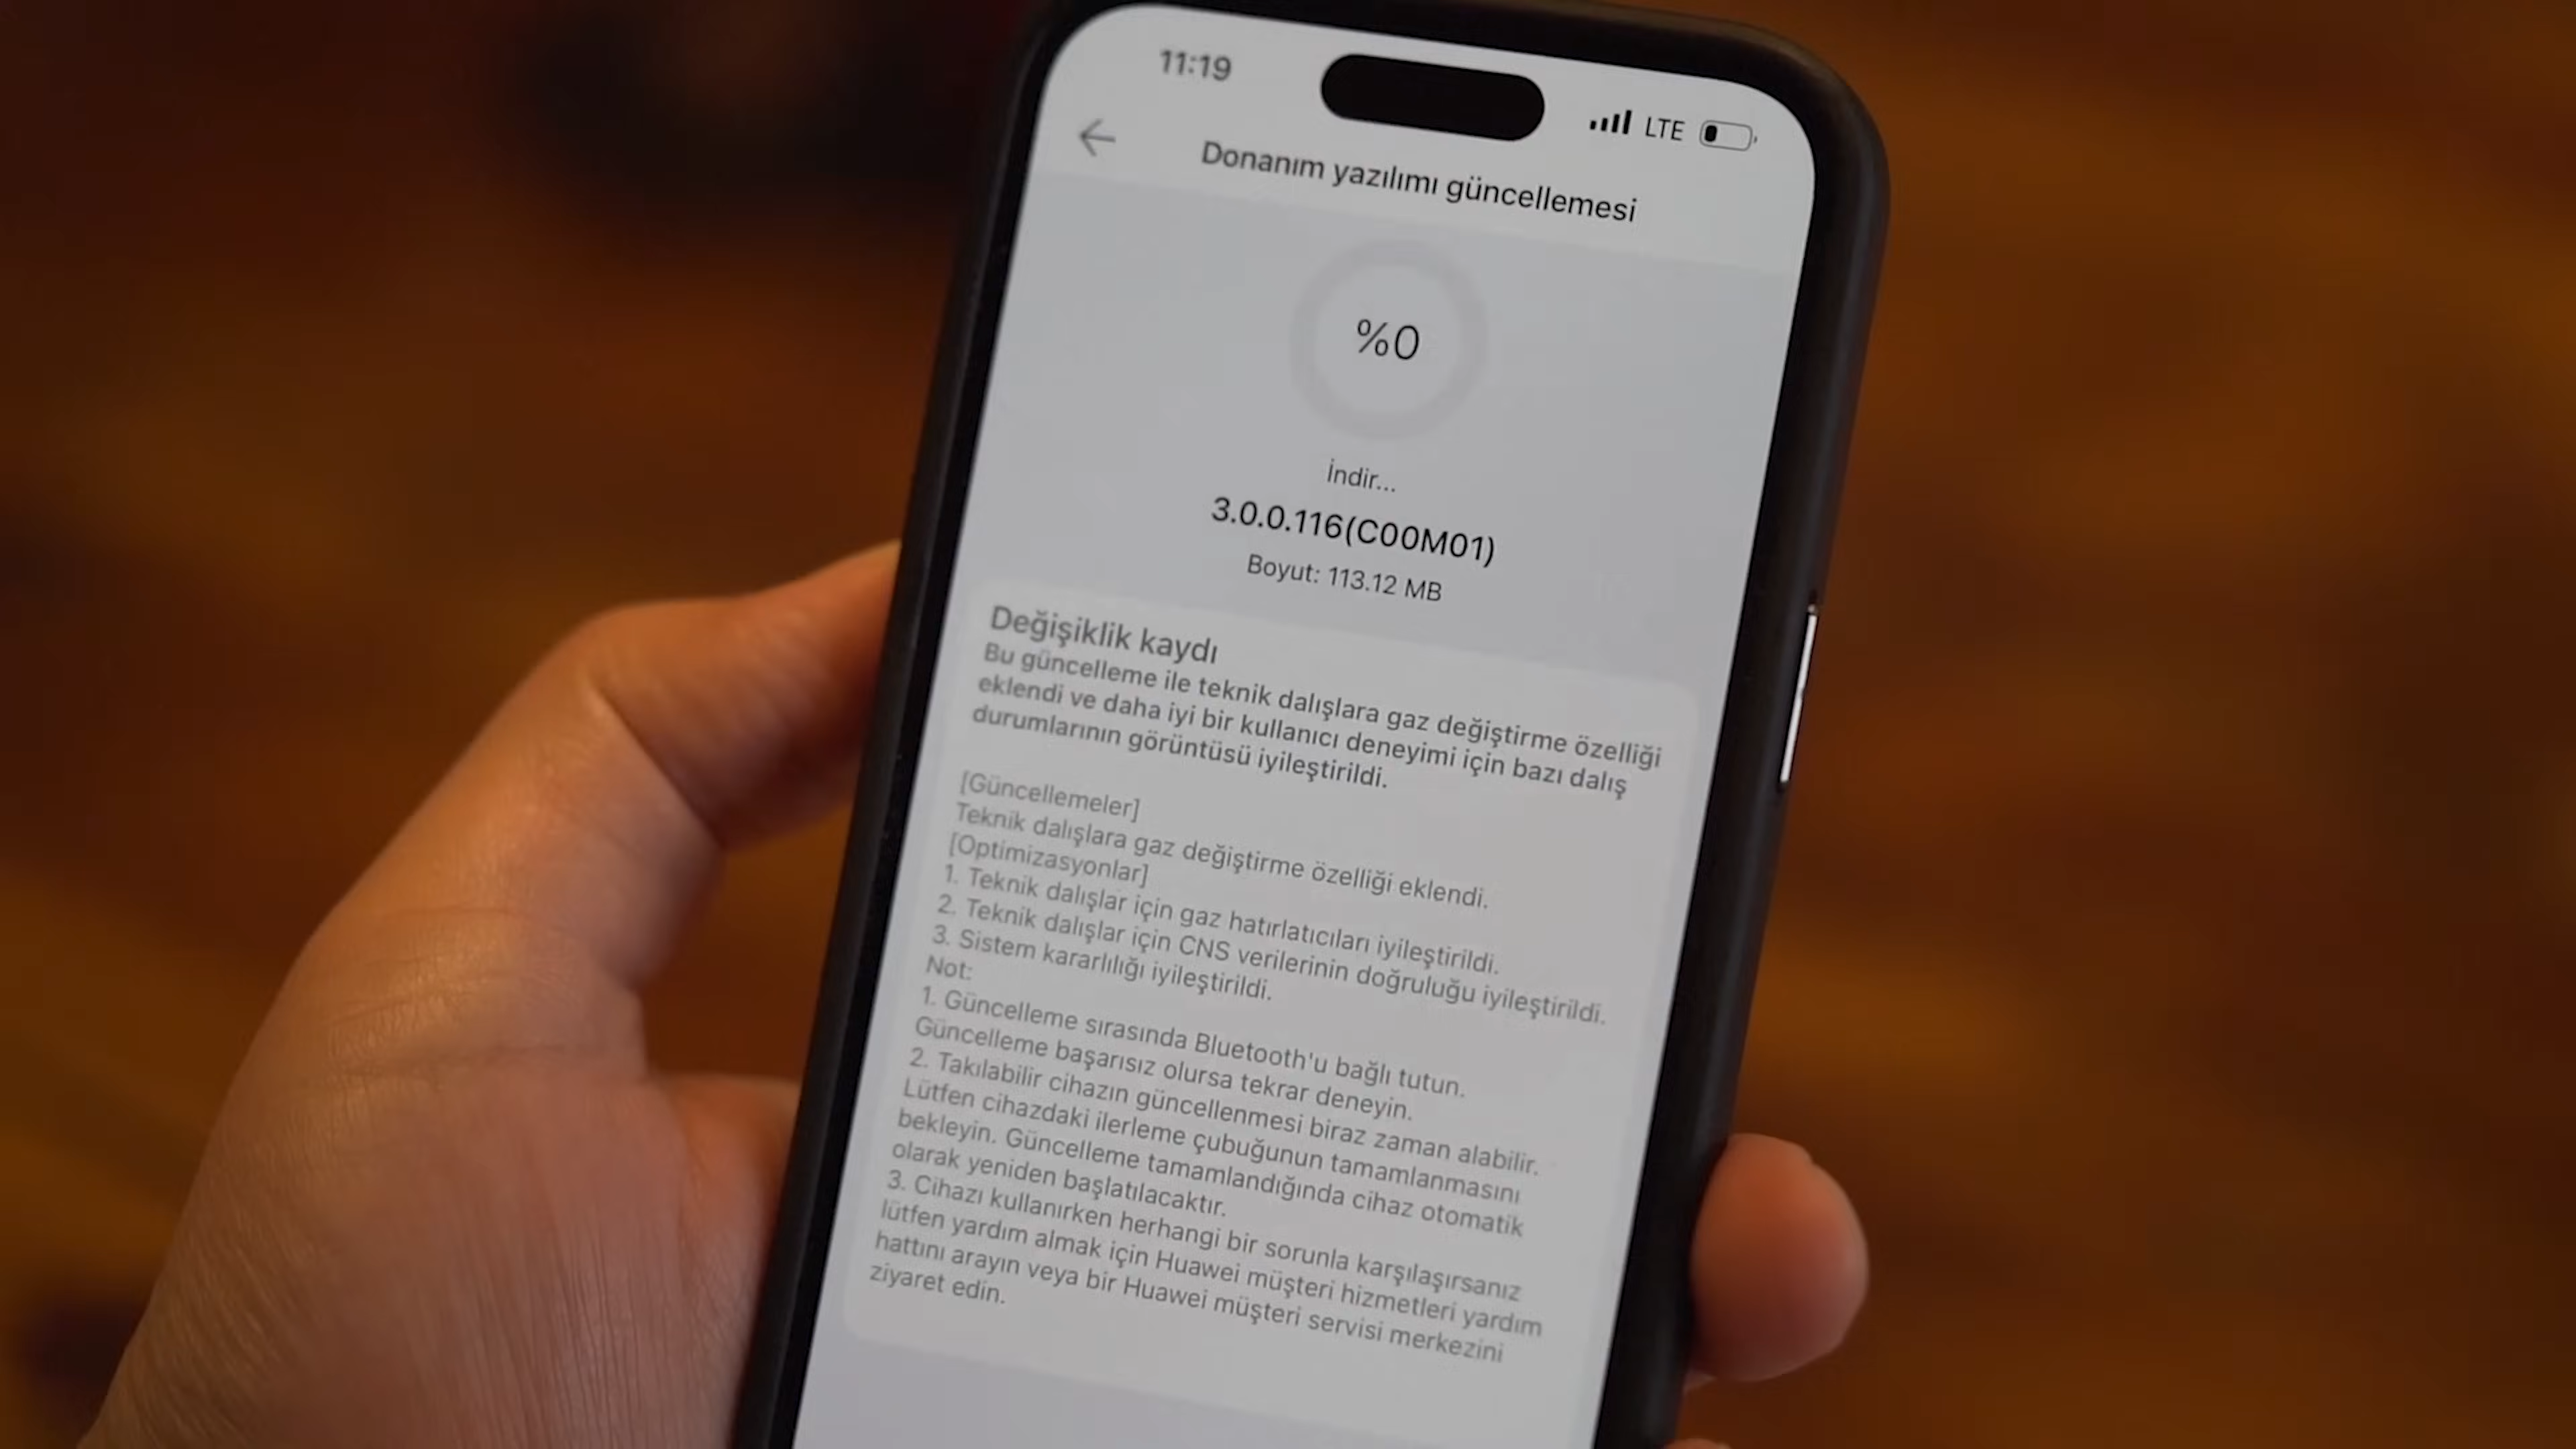 11:19
LTE
Donanım yazılımı güncellemesi
%0
İndir...
3.0.0.116(C00M01)
Boyut: 113.12 MB
Değişiklik kaydı
Bu güncelleme ile teknik dalışlara gaz değiştirme özelliği
eklendi ve daha iyi bir kullanıcı deneyimi için bazı dalış
durumlarının görüntüsü iyileştirildi.
[Güncellemeler]
Teknik dalışlara gaz değiştirme özelliği eklendi.
[Optimizasyonlar]
1. Teknik dalışlar için gaz hatırlatıcıları iyileştirildi.
2. Teknik dalışlar için CNS verilerinin doğruluğu iyileştirildi.
3. Sistem kararlılığı iyileştirildi.
Not:
1. Güncelleme sırasında Bluetooth'u bağlı tutun.
Güncelleme başarısız olursa tekrar deneyin.
2. Takılabilir cihazın güncellenmesi biraz zaman alabilir.
Lütfen cihazdaki ilerleme çubuğunun tamamlanmasını
bekleyin. Güncelleme tamamlandığında cihaz otomatik
olarak yeniden başlatılacaktır.
3. Cihazı kullanırken herhangi bir sorunla karşılaşırsanız
lütfen yardım almak için Huawei müşteri hizmetleri yardım
hattını arayın veya bir Huawei müşteri servisi merkezini
ziyaret edin.